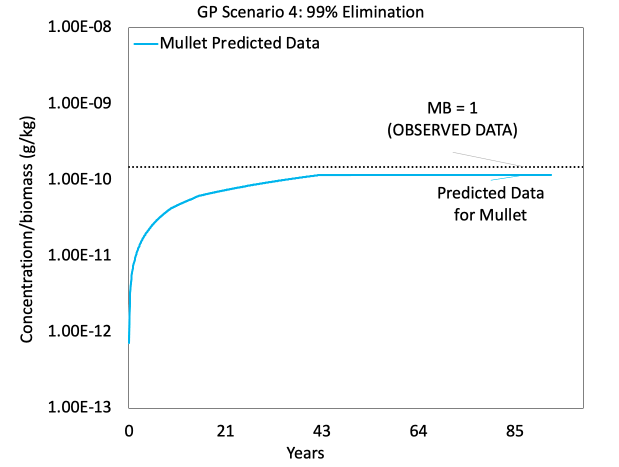 GP Scenario 4: 99% Elimination
1.00E-08
Mullet Predicted Data
1.00E-09
MB = 1
(OBSERVED DATA)
1.00E-10
Predicted Data
for Mullet
1.00E-11
1.00E-12
1.00E-13
Concentrationn/biomass (g/kg)
0 21 43 64 85
Years